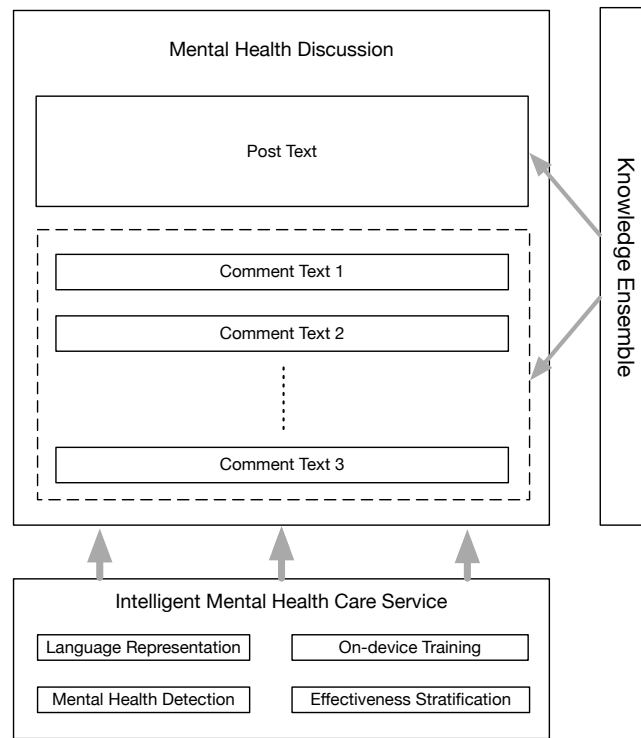 Mental Health Discussion
Post Text
Comment Text 1
Comment Text 2
Comment Text 3
Knowledge Ensemble
Intelligent Mental Health Care Service
Language Representation
On-device Training
Mental Health Detection
Effectiveness Stratification